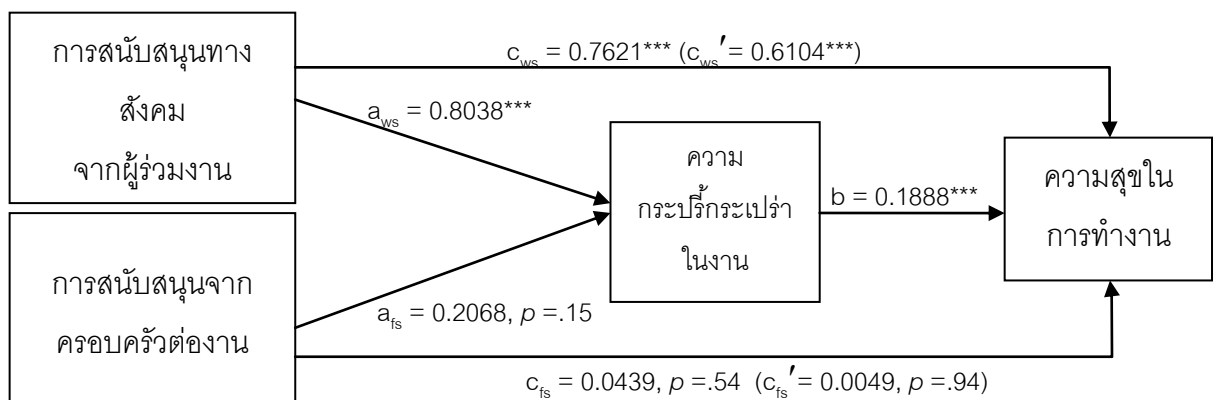 การสนับสนุนทาง
สังคม
จากผู้ร่วมงาน
c_ws = 0.7621*** (c_ws′= 0.6104***)
a_ws = 0.8038***
ความ
กระปรี้กระเปร่า
ในงาน
b = 0.1888***
ความสุขใน
การทำงาน
การสนับสนุนจาก
ครอบครัวต่องาน
a_fs = 0.2068, p =.15
c_fs = 0.0439, p =.54 (c_fs′= 0.0049, p =.94)